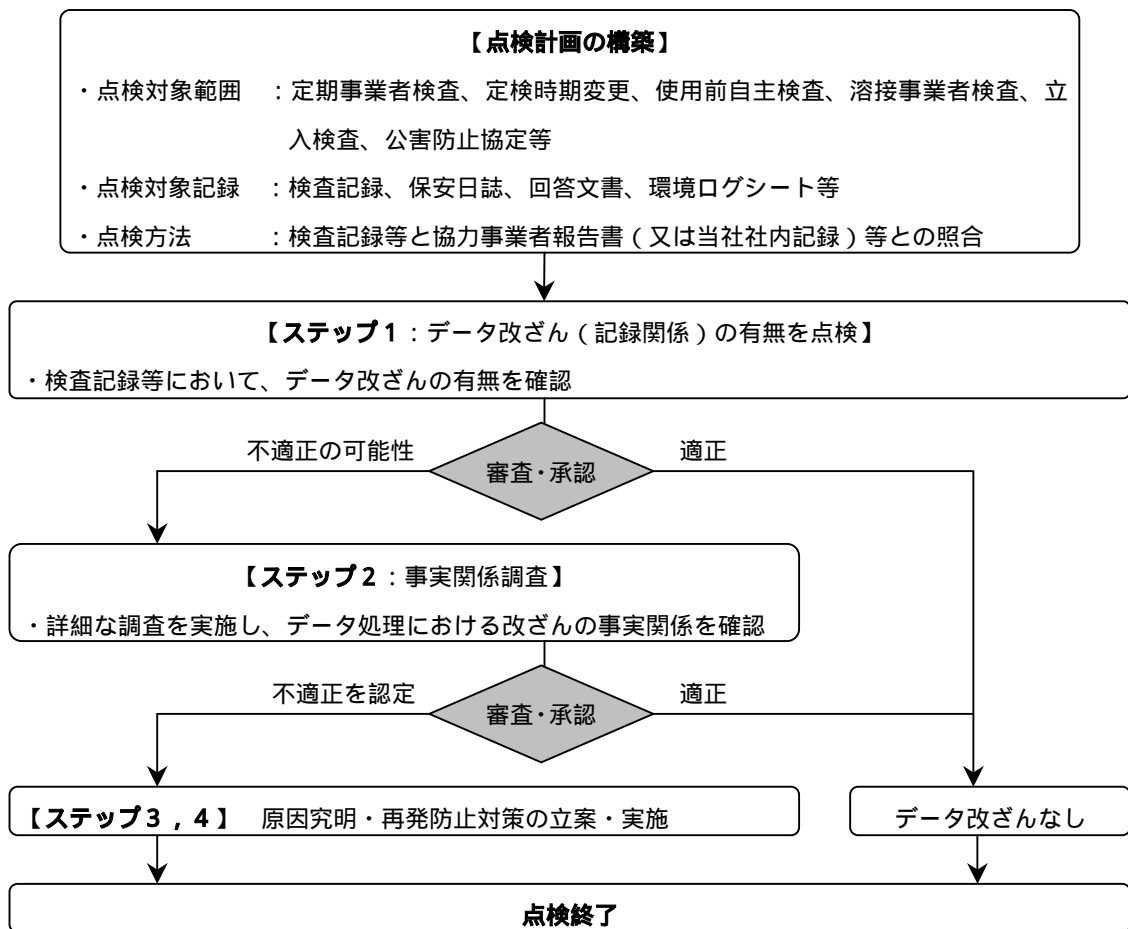 【点検計画の構築】
・点検対象範囲　：定期事業者検査、定検時期変更、使用前自主検査、溶接事業者検査、立
入検査、公害防止協定等
・点検対象記録　：検査記録、保安日誌、回答文書、環境ログシート等
・点検方法　　　：検査記録等と協力事業者報告書（又は当社社内記録）等との照合
【ステップ１：データ改ざん（記録関係）の有無を点検】
・検査記録等において、データ改ざんの有無を確認
不適正の可能性
審査・承認
適正
【ステップ２：事実関係調査】
・詳細な調査を実施し、データ処理における改ざんの事実関係を確認
不適正を認定
審査・承認
適正
【ステップ３，４】　原因究明・再発防止対策の立案・実施
データ改ざんなし
点検終了